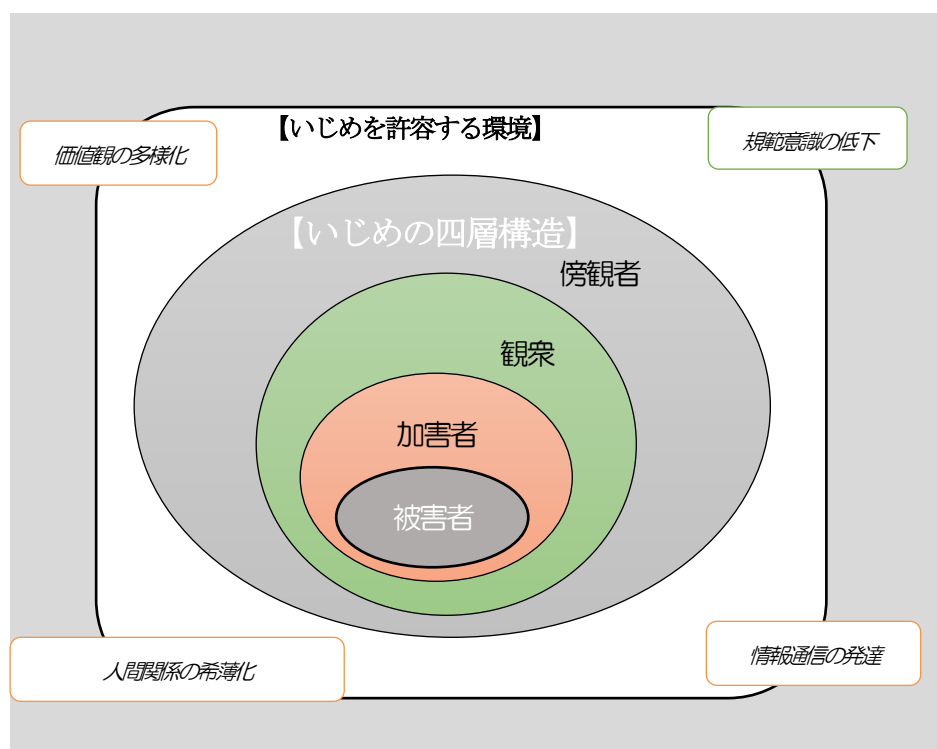 【いじめを許容する環境】
価値観の多様化
規範意識の低下
【いじめの四層構造】
傍観者
観衆
加害者
被害者
人間関係の希薄化
情報通信の発達